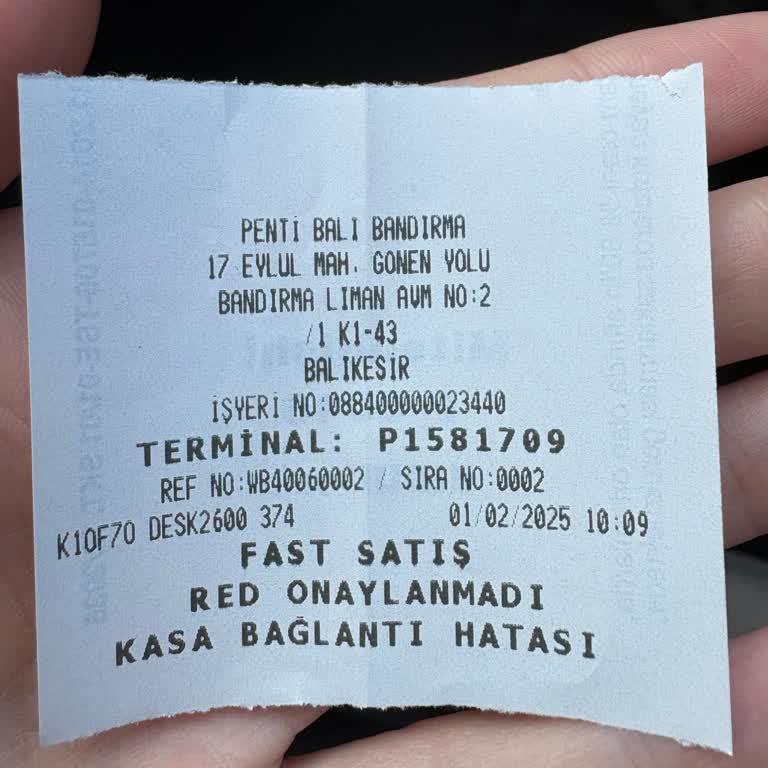 PENTİ BALI BANDIRMA
17 EYLUL MAH. GONEN YOLU
BANDIRMA LIMAN AVM NO:2
/1 K1-43
BALIKESİR
İŞYERİ NO:088400000023440
TERMİNAL: P1581709
REF NO:WB40060002 / SIRA NO:0002
K10F70 DESK2600 374 01/02/2025 10:09
FAST SATIŞ
RED ONAYLANMADI
KASA BAĞLANTI HATASI